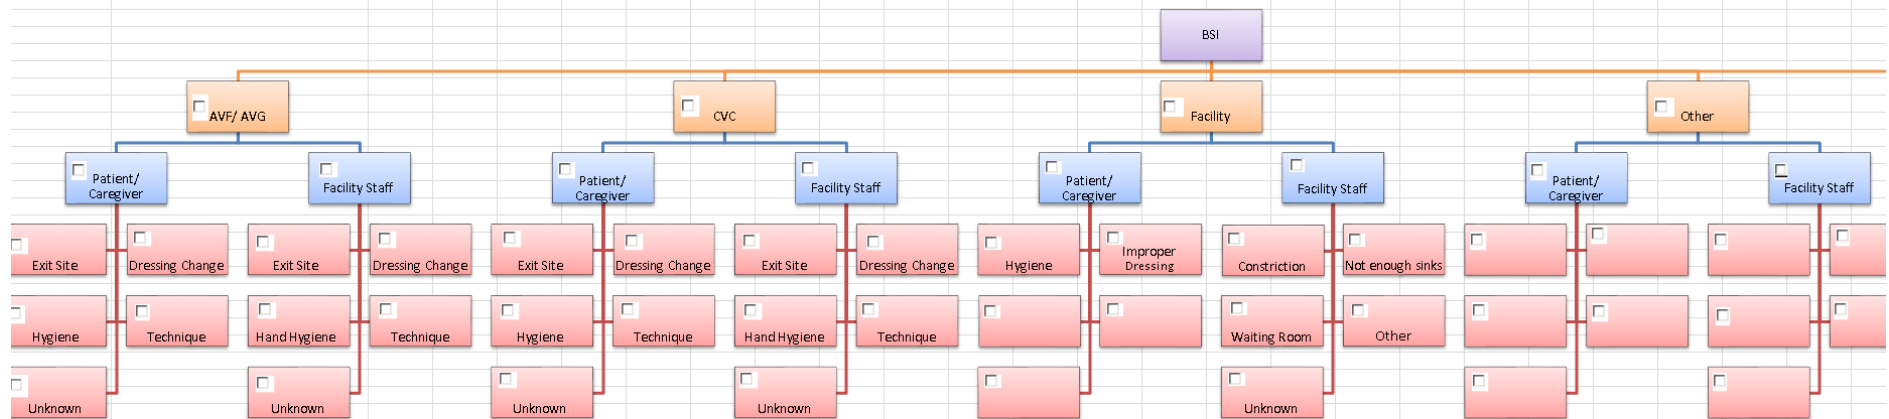 BSI
AVF/ AVG
CVC
Facility
Other
Patient/
Caregiver
Facility Staff
Patient/
Caregiver
Facility Staff
Patient/
Caregiver
Facility Staff
Patient/
Caregiver
Facility Staff
Exit Site
Dressing Change
Exit Site
Dressing Change
Exit Site
Dressing Change
Exit Site
Dressing Change
Hygiene
Improper
Dressing
Constriction
Not enough sinks
Hygiene
Technique
Hand Hygiene
Technique
Hygiene
Technique
Hand Hygiene
Technique
Waiting Room
Other
Unknown
Unknown
Unknown
Unknown
Unknown